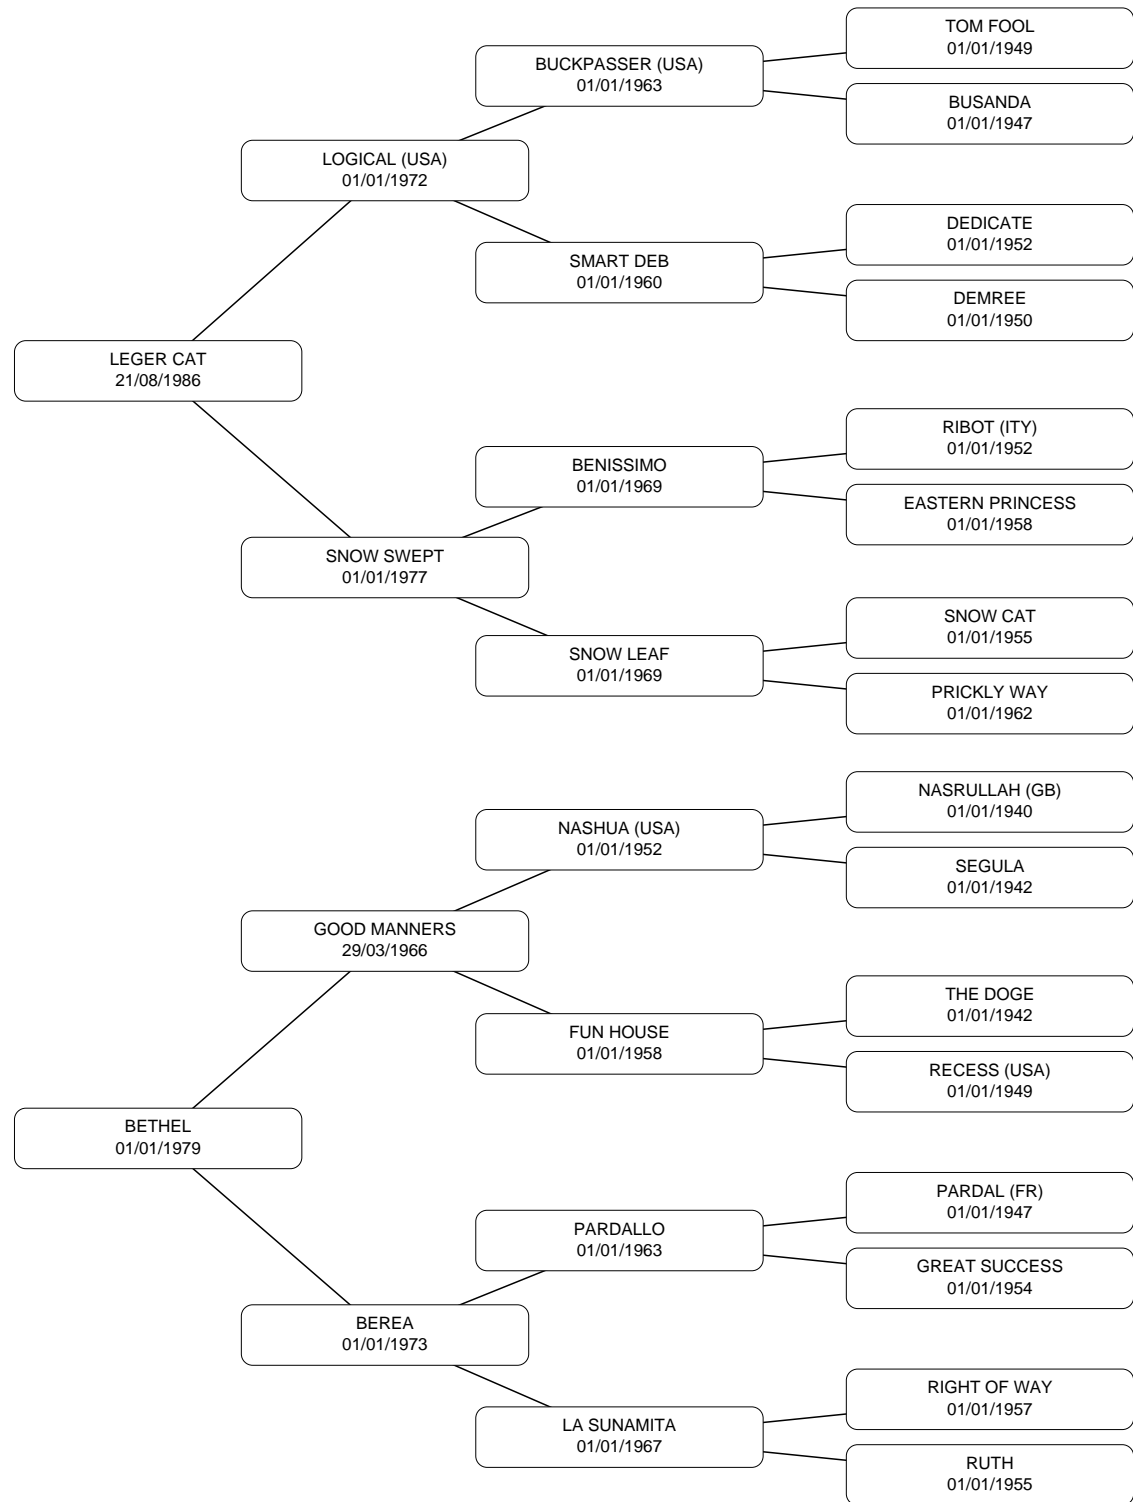 TOM FOOL
01/01/1949
BUCKPASSER (USA)
01/01/1963
BUSANDA
01/01/1947
LOGICAL (USA)
01/01/1972
DEDICATE
01/01/1952
SMART DEB
01/01/1960
DEMREE
01/01/1950
LEGER CAT
21/08/1986
RIBOT (ITY)
01/01/1952
BENISSIMO
01/01/1969
EASTERN PRINCESS
01/01/1958
SNOW SWEPT
01/01/1977
SNOW CAT
01/01/1955
SNOW LEAF
01/01/1969
PRICKLY WAY
01/01/1962
NASRULLAH (GB)
01/01/1940
NASHUA (USA)
01/01/1952
SEGULA
01/01/1942
GOOD MANNERS
29/03/1966
THE DOGE
01/01/1942
FUN HOUSE
01/01/1958
RECESS (USA)
01/01/1949
BETHEL
01/01/1979
PARDAL (FR)
01/01/1947
PARDALLO
01/01/1963
GREAT SUCCESS
01/01/1954
BEREA
01/01/1973
RIGHT OF WAY
01/01/1957
LA SUNAMITA
01/01/1967
RUTH
01/01/1955